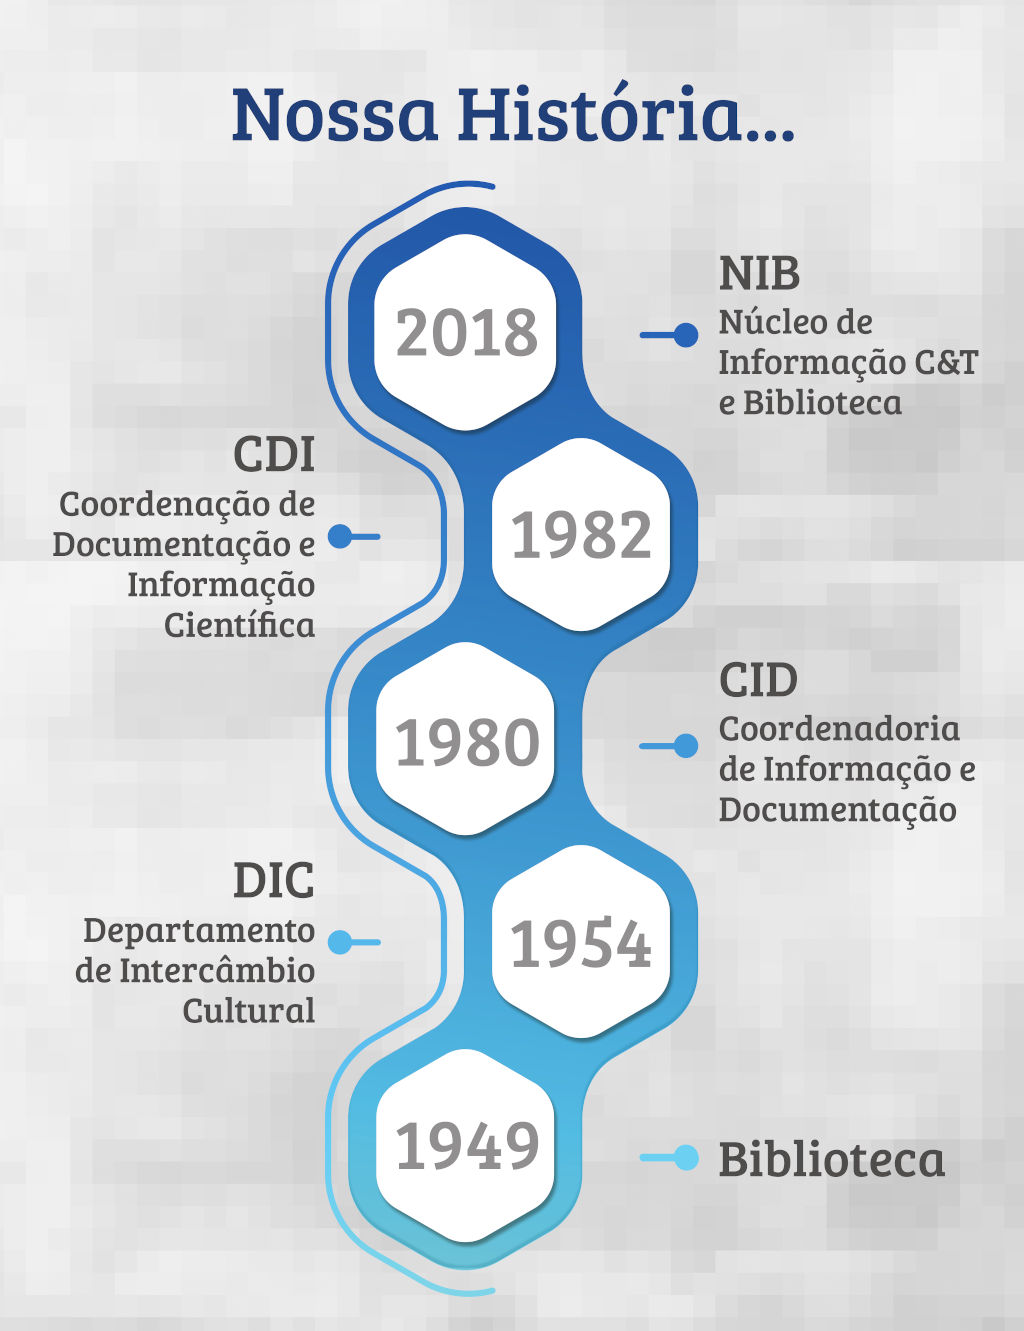 Nossa História...
2018
NIB
Núcleo de
Informação C&T
e Biblioteca
CDI
Coordenação de
Documentação e
Informação
Científica
1982
1980
CID
Coordenadoria
de Informação e
Documentação
DIC
Departamento
de Intercâmbio
Cultural
1954
1949
Biblioteca